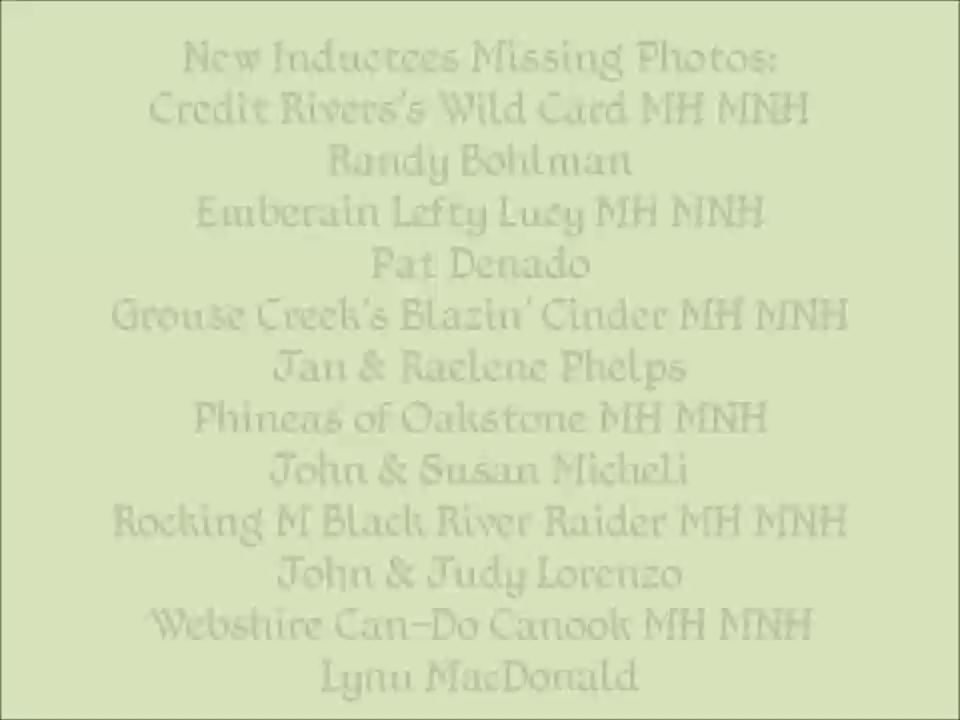 New Inductees Missing Photos:
Credit Rivers's Wild Card MH MNH
Randy Bohlman
Emberain Lefty Lucy MH MNH
Pat Denado
Grouse Creek's Blazin' Cinder MH MNH
Jan & Raelene Phelps
Phineas of Oakstone MH MNH
John & Susan Micheli
Rocking M Black River Raider MH MNH
John & Judy Lorenzo
Webshire Can-Do Canook MH MNH
Lynn MacDonald